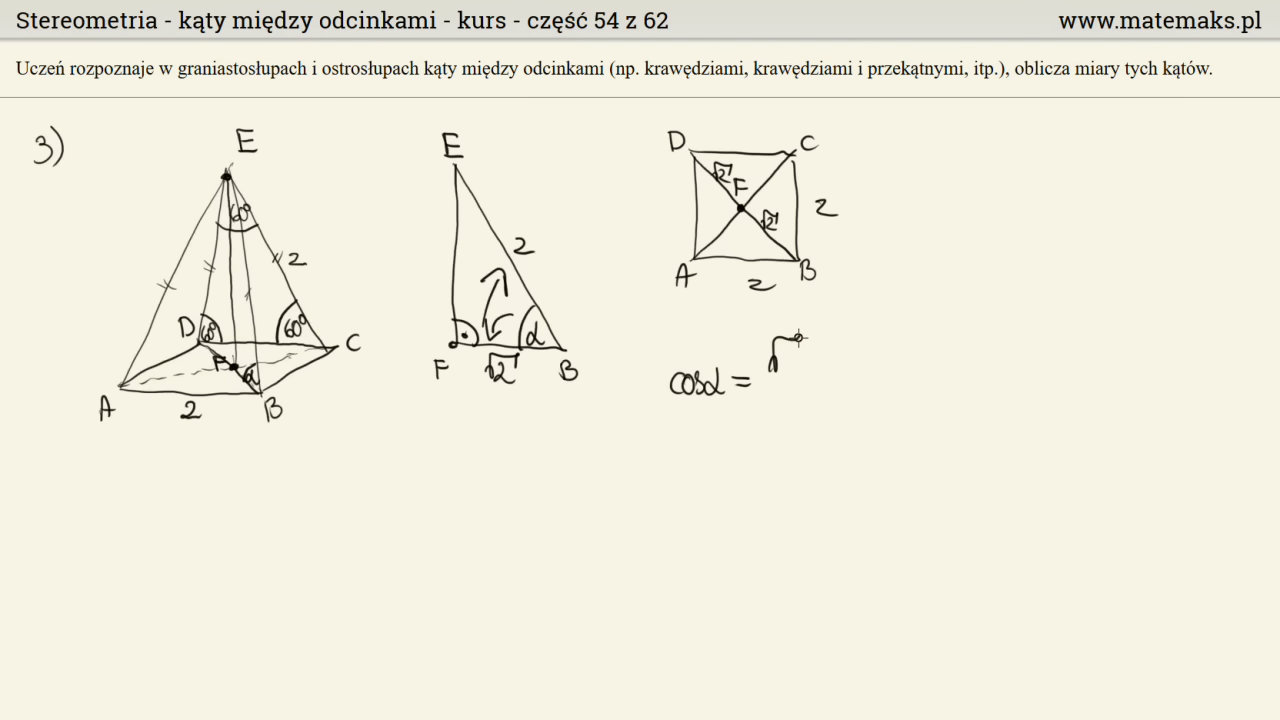 Stereometria - kąty między odcinkami - kurs - część 54 z 62
www.matemaks.pl
Uczeń rozpoznaje w graniastosłupach i ostrosłupach kąty między odcinkami (np. krawędziami, krawędziami i przekątnymi, itp.), oblicza miary tych kątów.
3)
E
60°
2
D 60° 60° C
F α
A 2 B
E
2
α
F √2 B
D C
√2 F
√2 2
A 2 B
cosα =